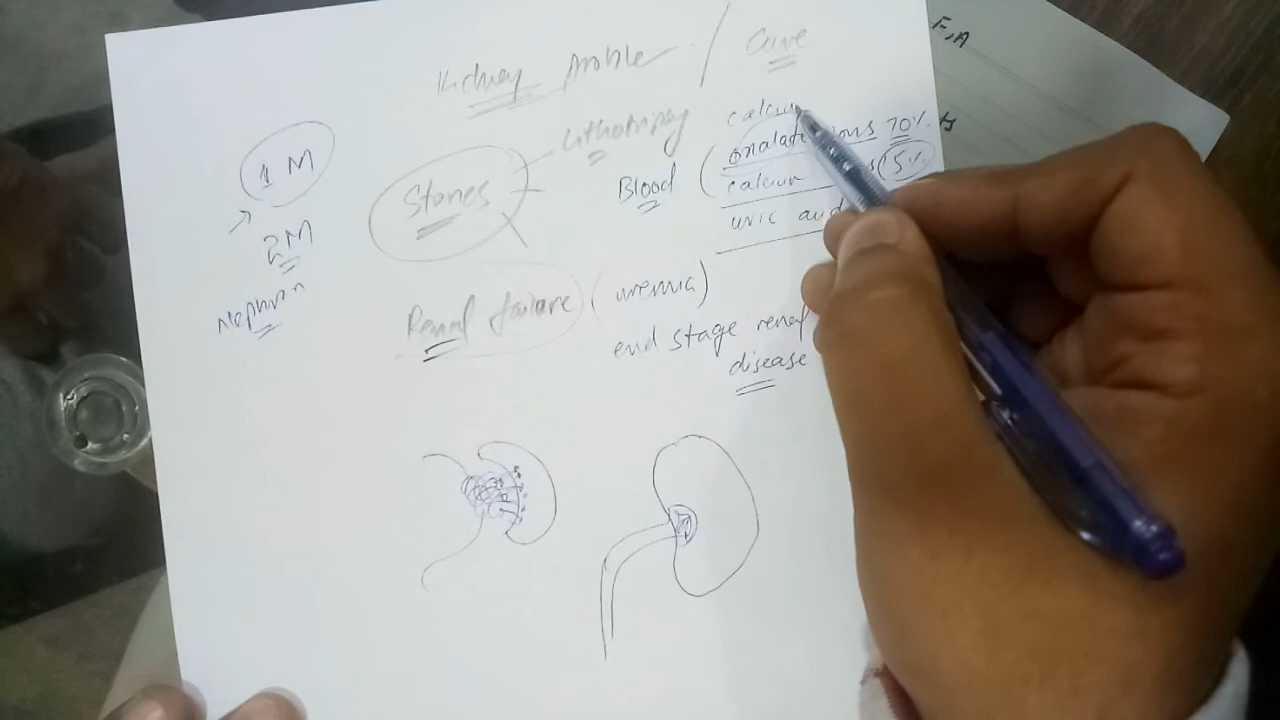 Kidney proble / Cure
F,A
Lithotripsy
calcium
oxalate ions 70%
calcium s 15%
uric acid
1 M
Stones
Blood
2M
Nephron
Renal failure (uremia)
end stage renal
disease